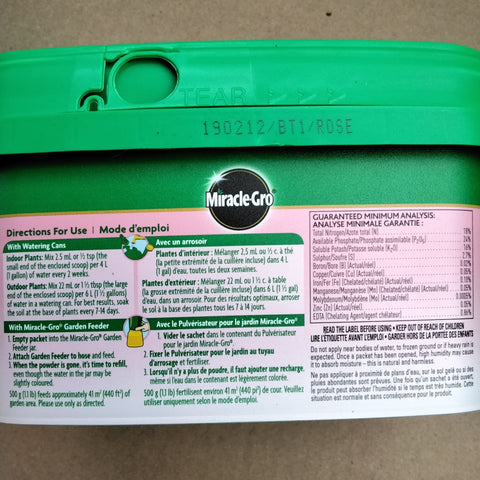 TEAR
190212/BT1/ROSE
Miracle-Gro®
Directions For Use | Mode d'emploi
With Watering Cans
Indoor Plants: Mix 2.5 mL or ½ tsp (the
small end of the enclosed scoop) per 4 L
(1 gallon) of water every 2 weeks.
Outdoor Plants: Mix 22 mL or 1 ½ tbsp (the large
end of the enclosed scoop) per 6 L (1 ½ gallons)
of water in a watering can. For best results, soak
the soil at the base of plants every 7-14 days.
With Miracle-Gro® Garden Feeder
1. Empty packet into the Miracle-Gro® Garden
Feeder jar.
2. Attach Garden Feeder to hose and feed.
3. When the powder is gone, it's time to refill,
even though the water in the jar may be
slightly coloured.
500 g (1.1 lb) feeds approximately 41 m² (440 ft²) of
garden area. Please use only as directed.
Avec un arrosoir
Plantes d'intérieur : Mélanger 2,5 mL ou ½ c. à thé
(la petite extrémité de la cuillère incluse) dans 4 L
(1 gal) d'eau, toutes les deux semaines.
Plantes d'extérieur : Mélanger 22 mL ou 1 ½ c. à table
(la grosse extrémité de la cuillère incluse) dans 6 L (1 ½
gal) d'eau, dans un arrosoir. Pour des résultats optimaux, arroser
le sol à la base des plantes tous les 7 à 14 jours.
Avec le pulvérisateur pour le jardin Miracle-Gro®
1. Vider le sachet dans le contenant du Pulvérisateur
pour le jardin Miracle-Gro®.
2. Fixer le Pulvérisateur pour le jardin au tuyau
d'arrosage et fertiliser.
3. Lorsqu'il n'y a plus de poudre, il faut ajouter une recharge,
même si l'eau dans le contenant est légèrement colorée.
500 g (1,1 lb) fertilisent environ 41 m² (440 pi²) de cour. Veuillez
utiliser uniquement selon le mode d'emploi.
GUARANTEED MINIMUM ANALYSIS:
ANALYSE MINIMALE GARANTIE :
Total Nitrogen/Azote total (N) 18%
Available Phosphate/Phosphate assimilable (P₂O₅) 24%
Soluble Potash/Potasse soluble (K₂O) 16%
Sulphur/Soufre (S) 2.7%
Boron/Bore (B) (Actual/réel) 0.02%
Copper/Cuivre (Cu) (Actual/réel)
Iron/Fer (Fe) (Chelated/chélaté) (Actual/réel)
Manganese/Manganèse (Mn) (Chelated/chélaté) (Actual/réel) 0.05%
Molybdenum/Molybdène (Mo) (Actual/réel) 0.0005%
Zinc (Zn) (Actual/réel) 0.05%
EDTA (Chelating Agent/agent chélateur)
READ THE LABEL BEFORE USING • KEEP OUT OF REACH OF CHILDREN
LIRE L'ÉTIQUETTE AVANT L'USAGE • GARDER HORS DE LA PORTÉE DES ENFANTS
Do not apply near bodies of water, to frozen ground or if heavy rain is
expected. Once a packet has been opened, high humidity may cause
it to absorb moisture – this is natural and harmless.
Ne pas appliquer à proximité de plans d'eau, sur le sol gelé ou si des
pluies abondantes sont prévues. Une fois qu'un sachet a été ouvert,
le produit peut absorber l'humidité si le temps est très humide. Cette
situation est normale et sans conséquence pour le produit.